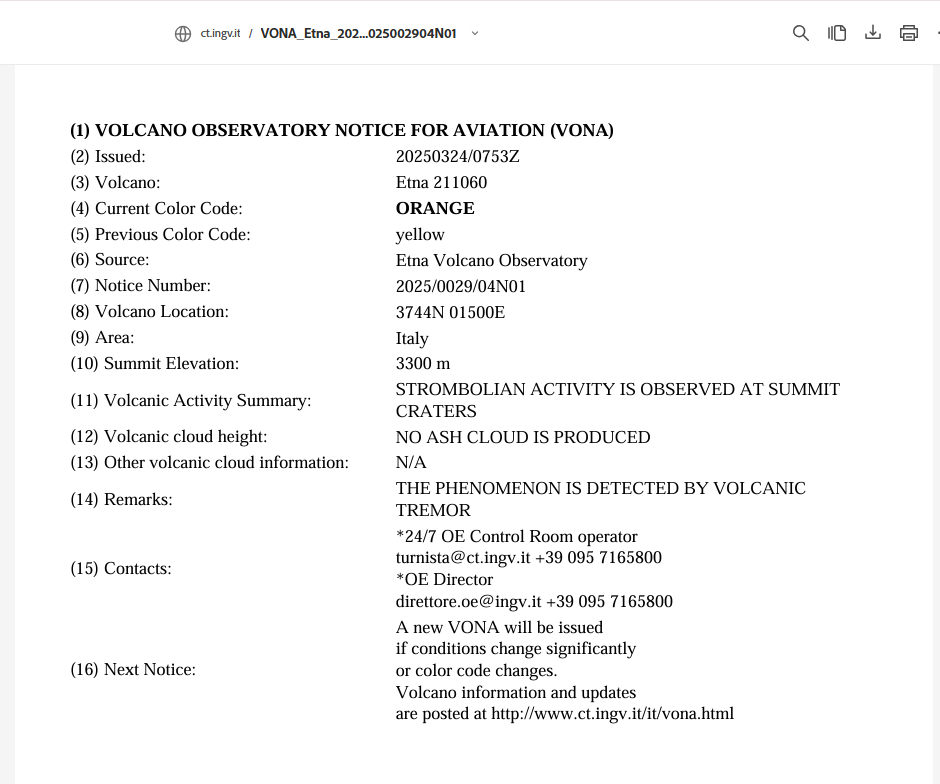 ct.ingv.it / VONA_Etna_202...025002904N01
(1) VOLCANO OBSERVATORY NOTICE FOR AVIATION (VONA)
(2) Issued: 20250324/0753Z
(3) Volcano: Etna 211060
(4) Current Color Code: ORANGE
(5) Previous Color Code: yellow
(6) Source: Etna Volcano Observatory
(7) Notice Number: 2025/0029/04N01
(8) Volcano Location: 3744N 01500E
(9) Area: Italy
(10) Summit Elevation: 3300 m
(11) Volcanic Activity Summary: STROMBOLIAN ACTIVITY IS OBSERVED AT SUMMIT
CRATERS
(12) Volcanic cloud height: NO ASH CLOUD IS PRODUCED
(13) Other volcanic cloud information: N/A
(14) Remarks: THE PHENOMENON IS DETECTED BY VOLCANIC
TREMOR
(15) Contacts: *24/7 OE Control Room operator
turnista@ct.ingv.it +39 095 7165800
*OE Director
direttore.oe@ingv.it +39 095 7165800
(16) Next Notice: A new VONA will be issued
if conditions change significantly
or color code changes.
Volcano information and updates
are posted at http://www.ct.ingv.it/it/vona.html